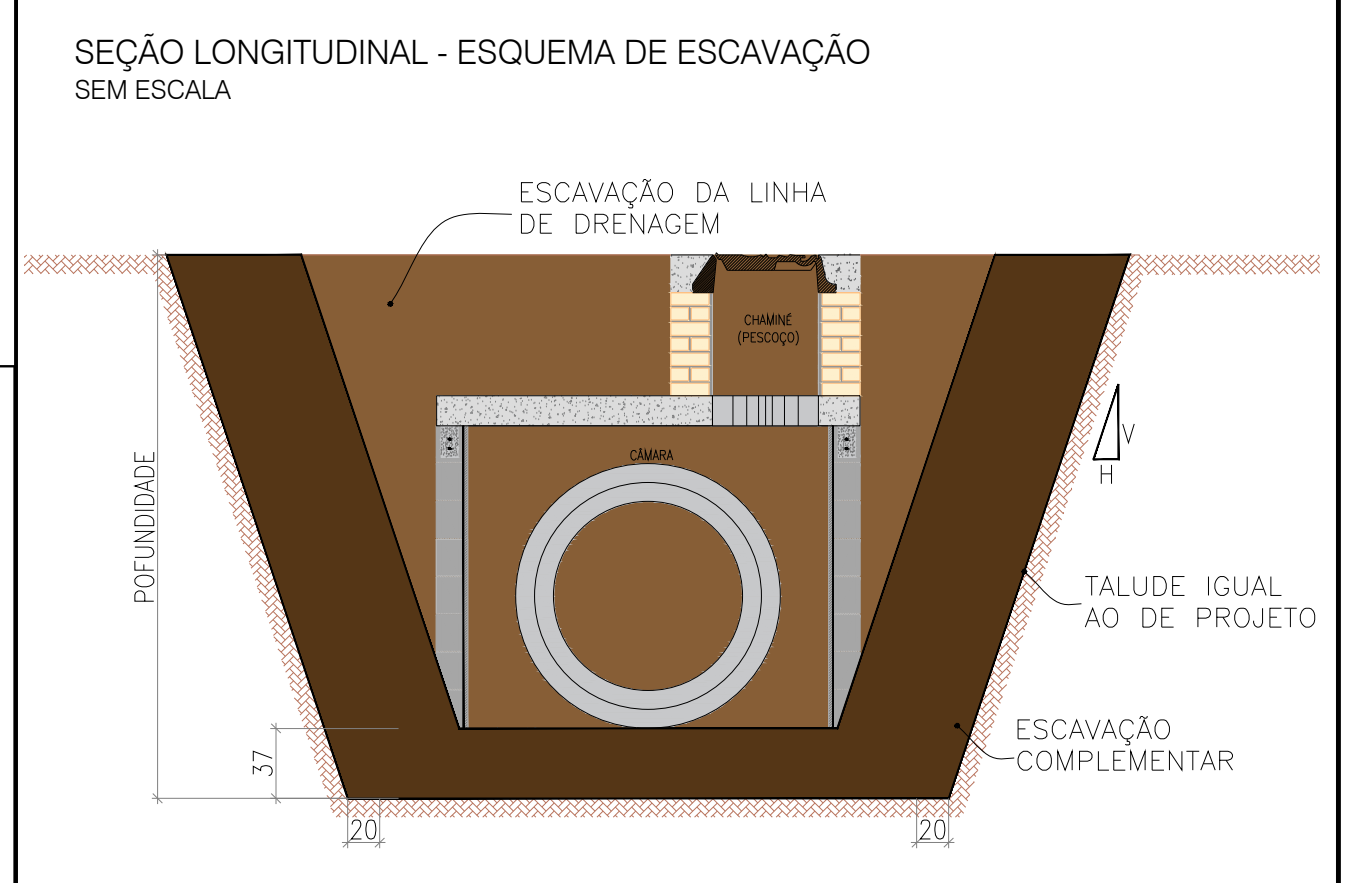 SEÇÃO LONGITUDINAL - ESQUEMA DE ESCAVAÇÃO
SEM ESCALA
ESCAVAÇÃO DA LINHA
DE DRENAGEM
CHAMINÉ
(PESCOÇO)
CÂMARA
V
H
POFUNDIDADE
TALUDE IGUAL
AO DE PROJETO
ESCAVAÇÃO
COMPLEMENTAR
37
20
20